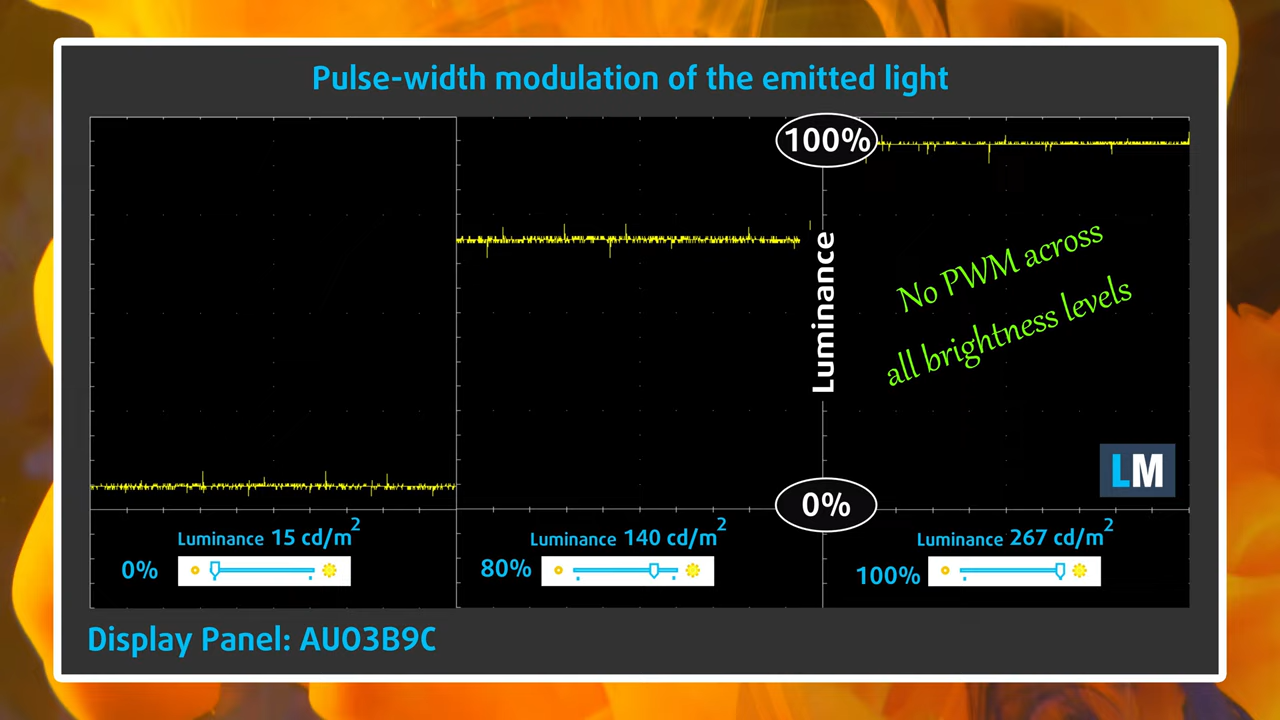 Pulse-width modulation of the emitted light
100%
Luminance
No PWM across
all brightness levels
LM
0%
Luminance 15 cd/m²
0%
Luminance 140 cd/m²
80%
Luminance 267 cd/m²
100%
Display Panel: AUO3B9C